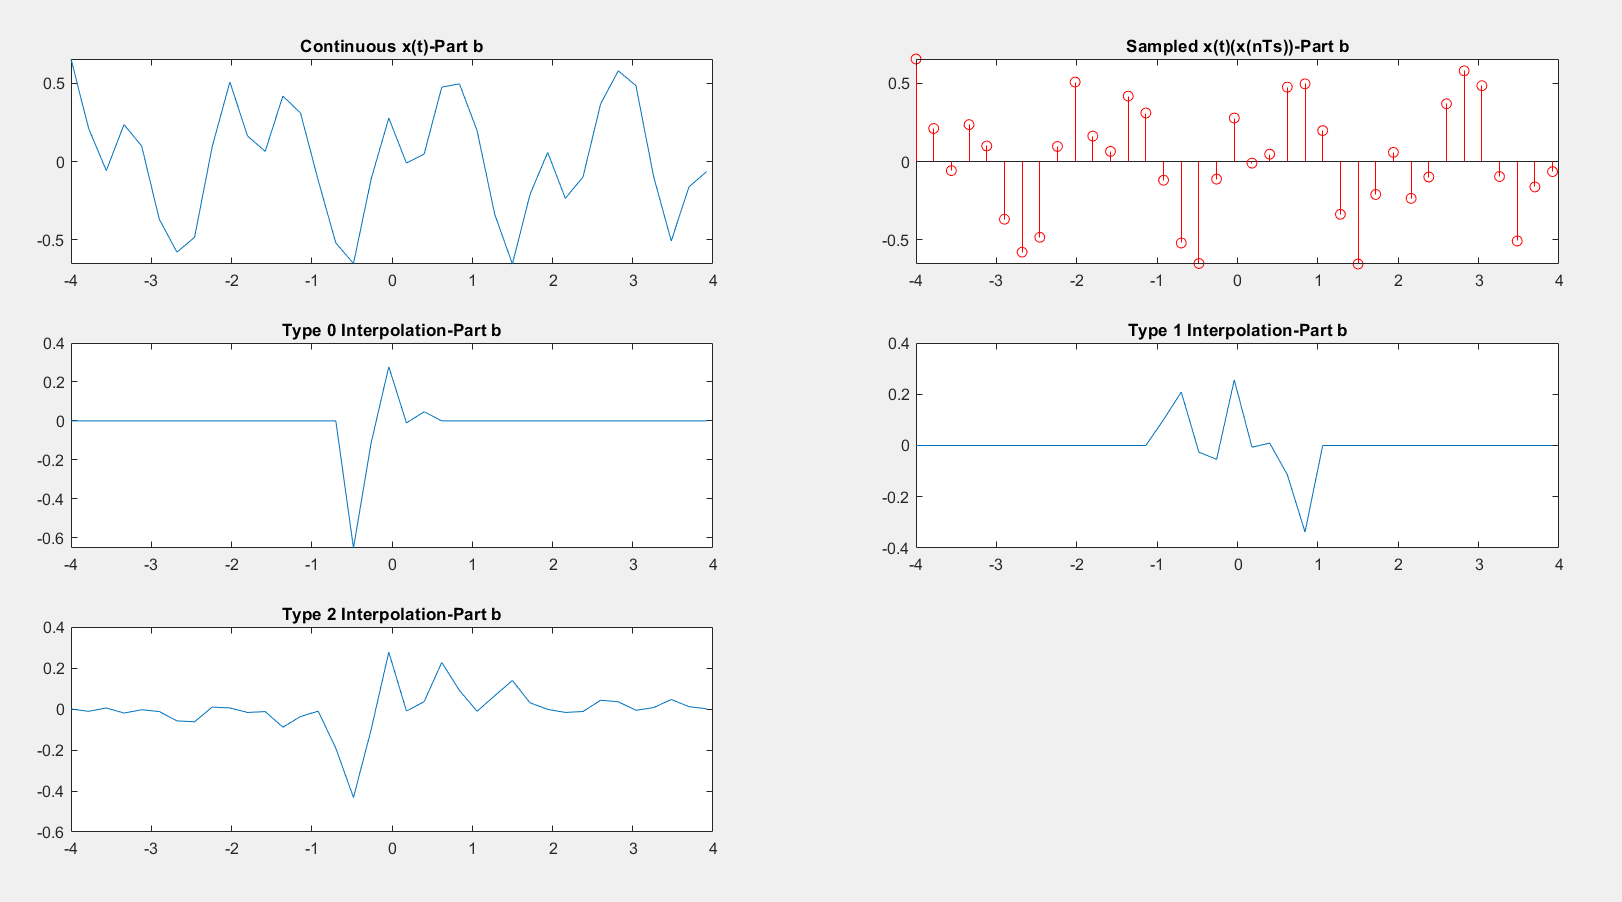 Continuous x(t)-Part b
0.5
0
-0.5
-4 -3 -2 -1 0 1 2 3 4
Sampled x(t)(x(nTs))-Part b
0.5
0
-0.5
-4 -3 -2 -1 0 1 2 3 4
Type 0 Interpolation-Part b
0.4
0.2
0
-0.2
-0.4
-0.6
-4 -3 -2 -1 0 1 2 3 4
Type 1 Interpolation-Part b
0.4
0.2
0
-0.2
-0.4
-4 -3 -2 -1 0 1 2 3 4
Type 2 Interpolation-Part b
0.4
0.2
0
-0.2
-0.4
-0.6
-4 -3 -2 -1 0 1 2 3 4